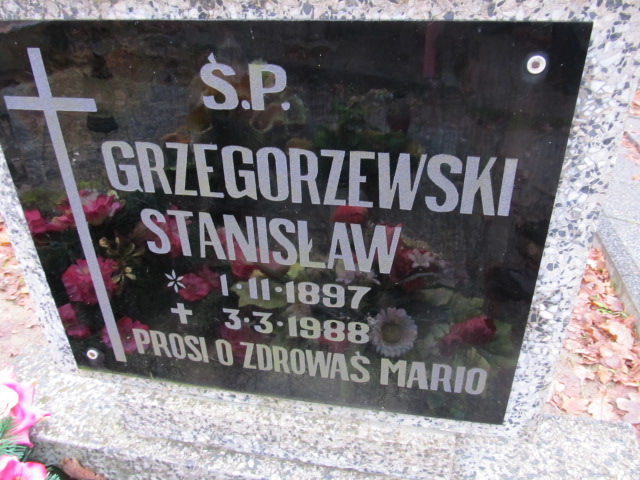 Ś.P.
GRZEGORZEWSKI
STANISŁAW
* 1·11·1897
+ 3·3·1988
PROSI O ZDROWAŚ MARIO